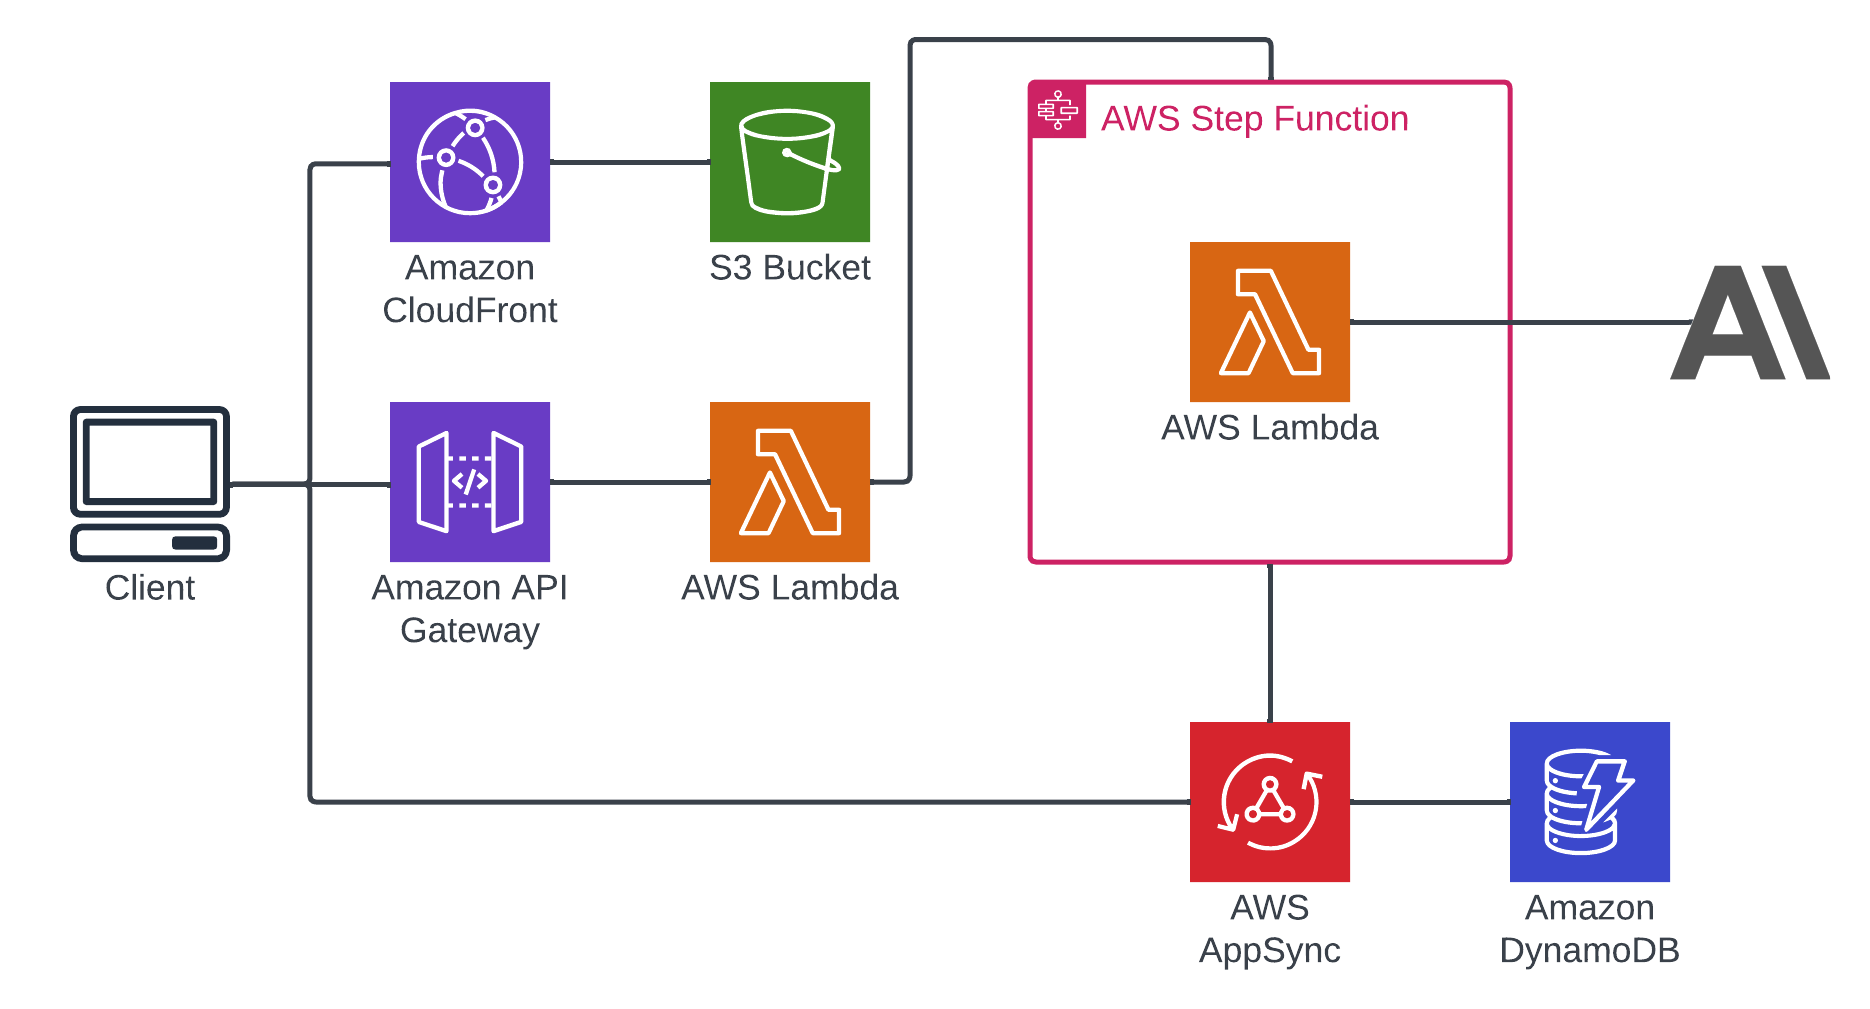 AWS Step Function
Amazon
CloudFront
S3 Bucket
AWS Lambda
Client
Amazon API
Gateway
AWS Lambda
AWS
AppSync
Amazon
DynamoDB